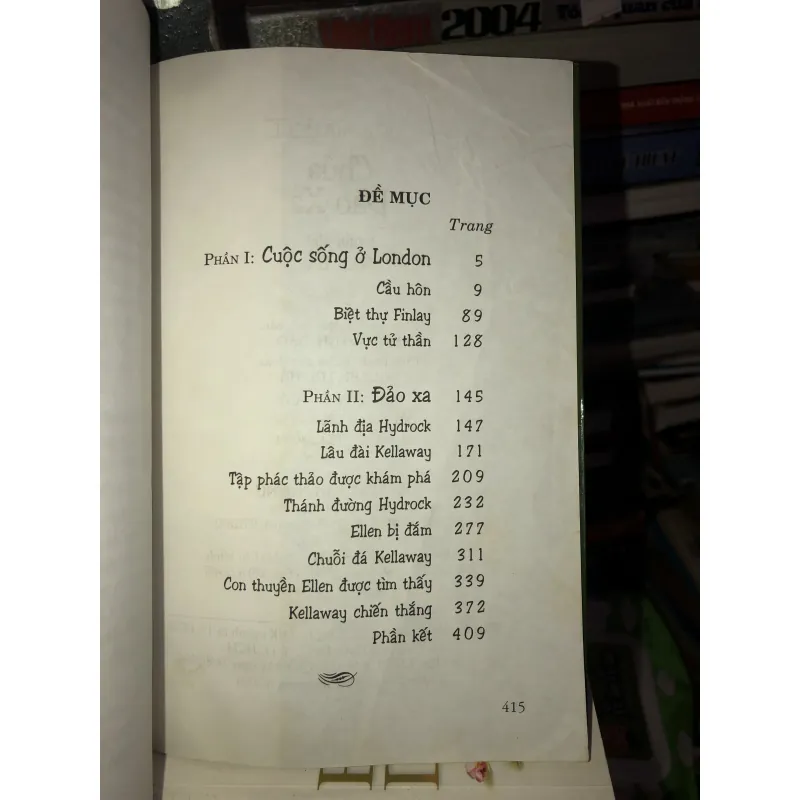 2004
ĐỀ MỤC
Trang
PHẦN I: Cuộc sống ở London 5
Cầu hôn 9
Biệt thự Finlay 89
Vực tử thần 128
PHẦN II: Đảo xa 145
Lãnh địa Hydrock 147
Lâu đài Kellaway 171
Tập phác thảo được khám phá 209
Thánh đường Hydrock 232
Ellen bị đắm 277
Chuỗi đá Kellaway 311
Con thuyền Ellen được tìm thấy 339
Kellaway chiến thắng 372
Phần kết 409
415